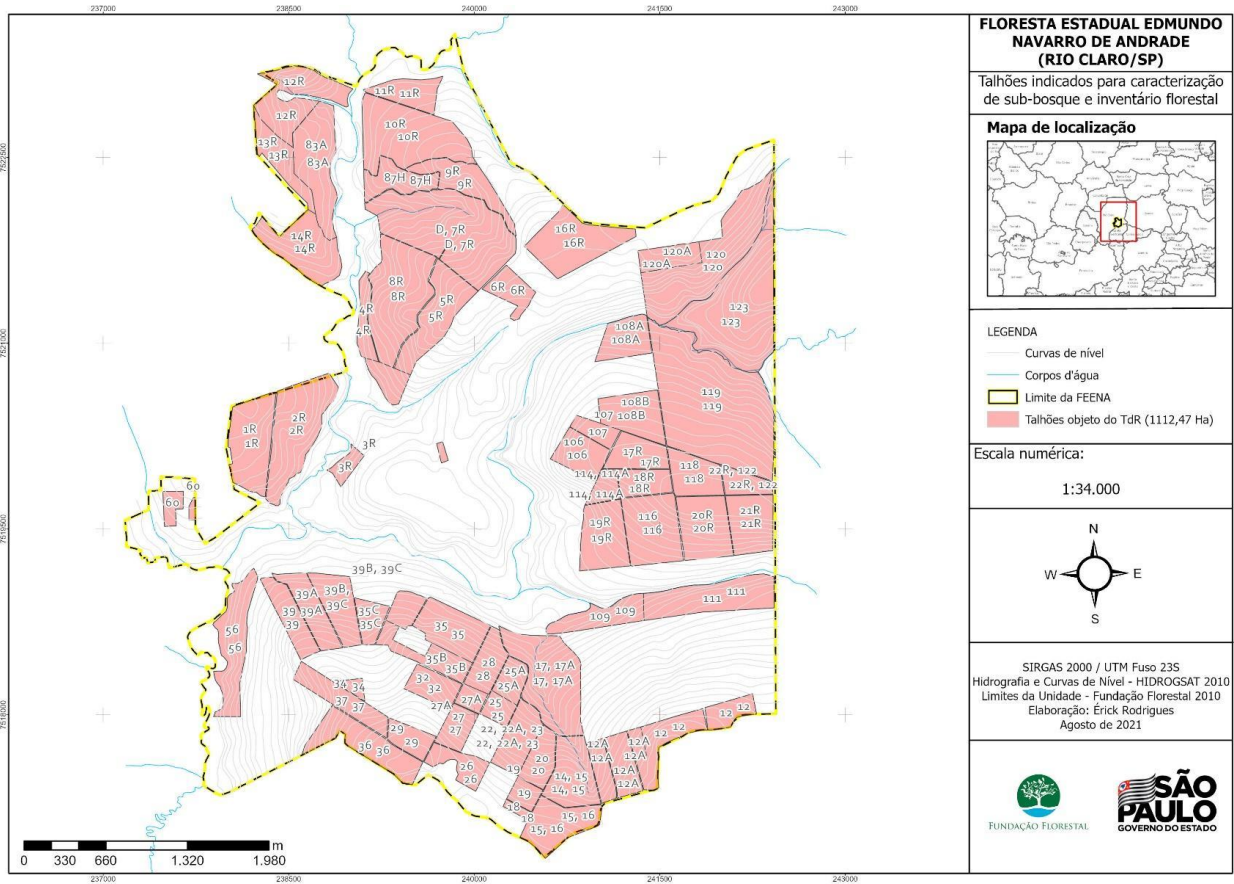 237000
238500
240000
241500
243000
7522500
7521000
7519500
7518000
12R
12R
13R
13R
83A
83A
14R
14R
11R 11R
10R
10R
87H 87H
9R
9R
D, 7R
D, 7R
8R
8R
5R
5R
4R
4R
6R 6R
16R
16R
120A
120A
120
120
123
123
108A
108A
119
119
108B
107 108B
107
106
106
17R
17R
114, 114A
18R
114, 114A 18R
118
118
22R, 122
22R, 122
19R
19R
116
116
20R
20R
21R
21R
1R
1R
2R
2R
3R
3R
60
60
39B, 39C
39A
39B,
39 39A 39C
39
35C
35C
109 109
111 111
56
56
35
35
35B
35B
32
32
28
28
25A
25A
17, 17A
17, 17A
34 34
37 37
27A
27A
25
25
27
27
29
29
36 36
22, 22A, 23
22, 22A, 23
26
26
20
20
19
19
18
18
14, 15
14, 15
15, 16
15, 16
12A
12A
12A
12A
12A
12A
12 12
12 12
0 330 660 1.320 1.980 m
237000
238500
240000
241500
243000
FLORESTA ESTADUAL EDMUNDO
NAVARRO DE ANDRADE
(RIO CLARO/SP)
Talhões indicados para caracterização
de sub-bosque e inventário florestal
Mapa de localização
LEGENDA
Curvas de nível
Corpos d'água
Limite da FEENA
Talhões objeto do TdR (1112,47 Ha)
Escala numérica:
1:34.000
N
W E
S
SIRGAS 2000 / UTM Fuso 23S
Hidrografia e Curvas de Nível - HIDROGSAT 2010
Limites da Unidade - Fundação Florestal 2010
Elaboração: Érick Rodrigues
Agosto de 2021
FUNDAÇÃO FLORESTAL
SÃO
PAULO
GOVERNO DO ESTADO